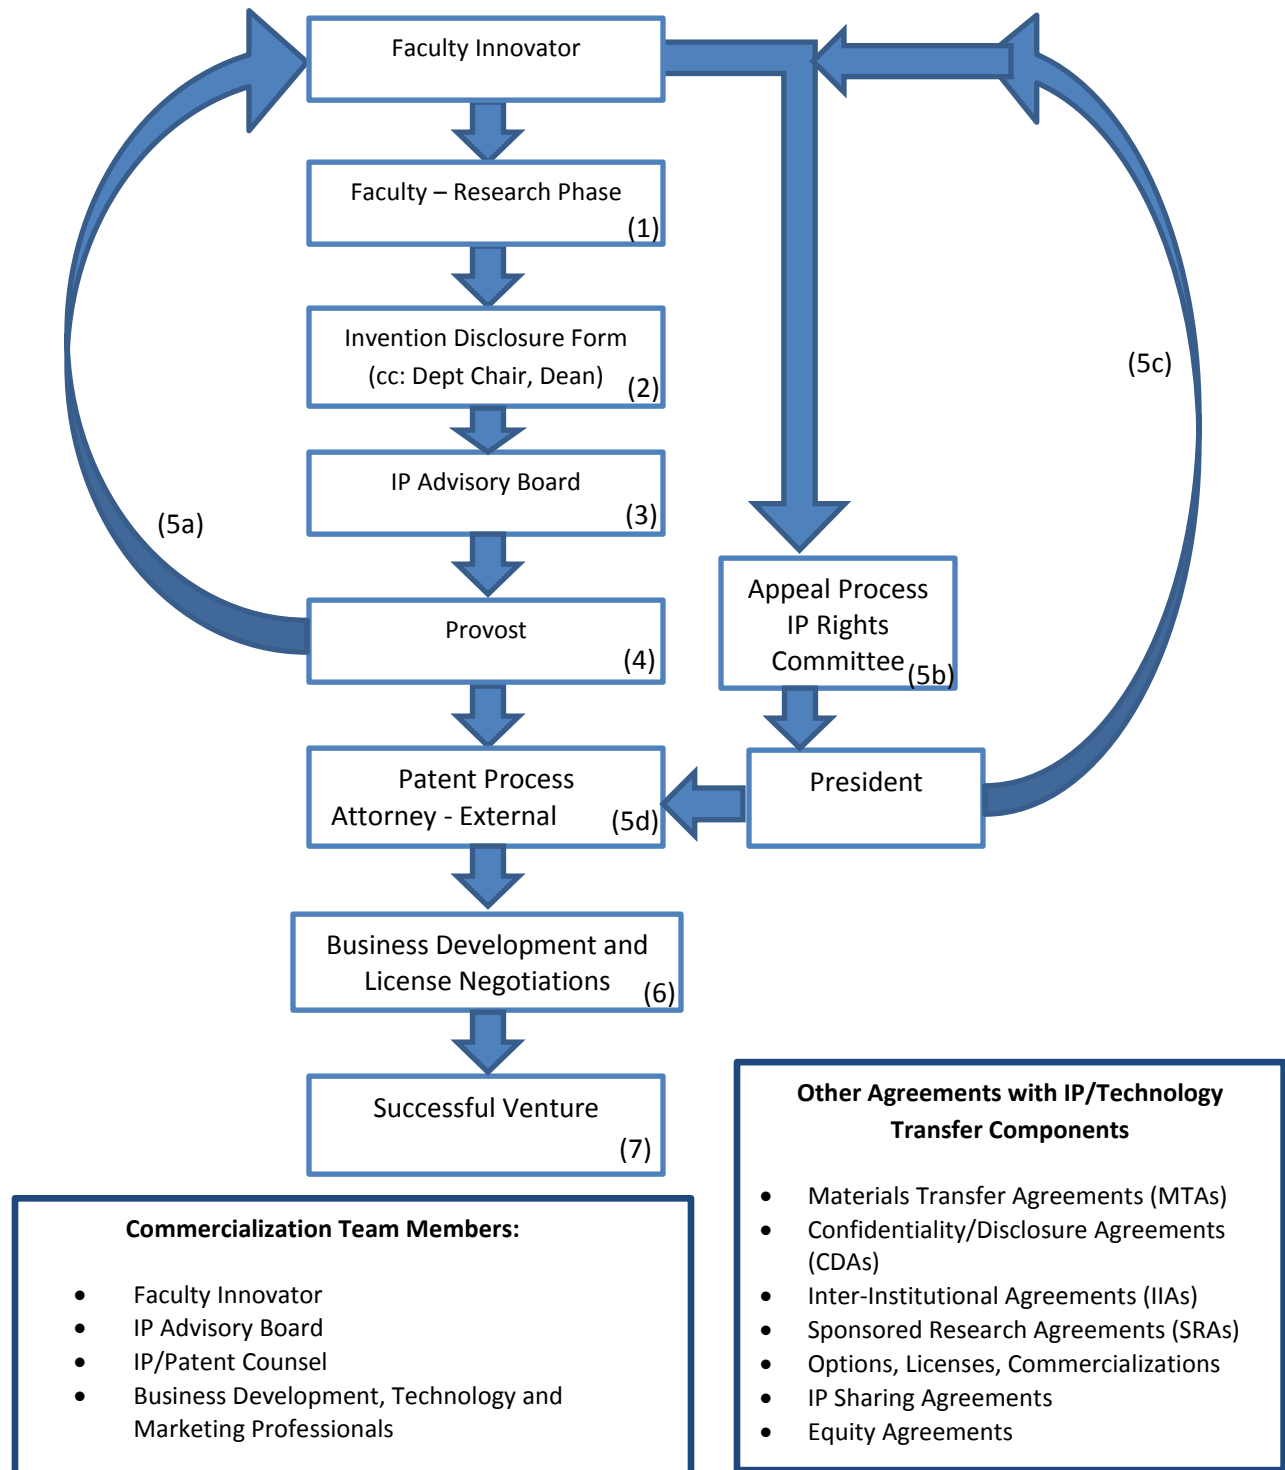 Faculty Innovator
Faculty – Research Phase
(1)
Invention Disclosure Form
(cc: Dept Chair, Dean)
(2)
IP Advisory Board
(3)
(5a)
Provost
(4)
(5c)
Appeal Process
IP Rights
Committee
(5b)
Patent Process
Attorney - External
(5d)
President
Business Development and
License Negotiations
(6)
Successful Venture
(7)
Commercialization Team Members:
• Faculty Innovator
• IP Advisory Board
• IP/Patent Counsel
• Business Development, Technology and
Marketing Professionals
Other Agreements with IP/Technology
Transfer Components
• Materials Transfer Agreements (MTAs)
• Confidentiality/Disclosure Agreements
(CDAs)
• Inter-Institutional Agreements (IIAs)
• Sponsored Research Agreements (SRAs)
• Options, Licenses, Commercializations
• IP Sharing Agreements
• Equity Agreements